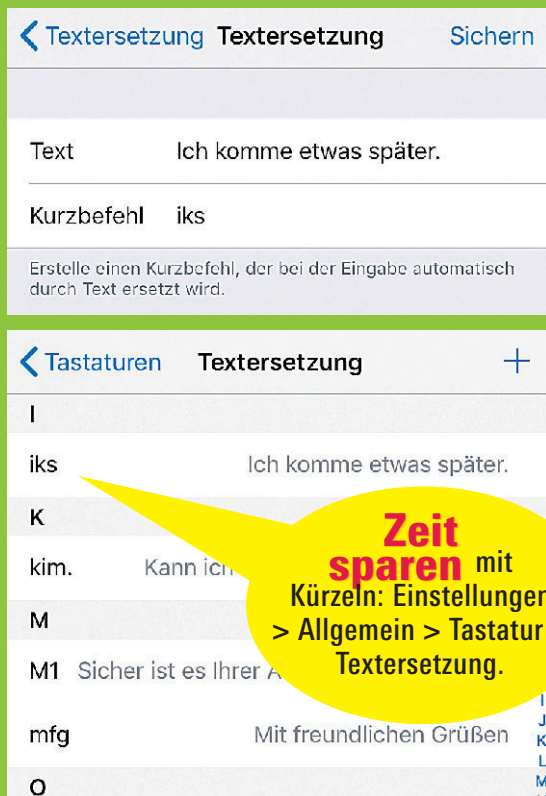 Textersetzung Textersetzung Sichern
Text Ich komme etwas später.
Kurzbefehl iks
Erstelle einen Kurzbefehl, der bei der Eingabe automatisch
durch Text ersetzt wird.
Tastaturen Textersetzung +
I
iks Ich komme etwas später.
K
kim. Kann ich
M
M1 Sicher ist es Ihrer
mfg Mit freundlichen Grüßen
O
Zeit
sparen mit
Kürzeln: Einstellungen
> Allgemein > Tastatur
Textersetzung.
I
J
K
L
M